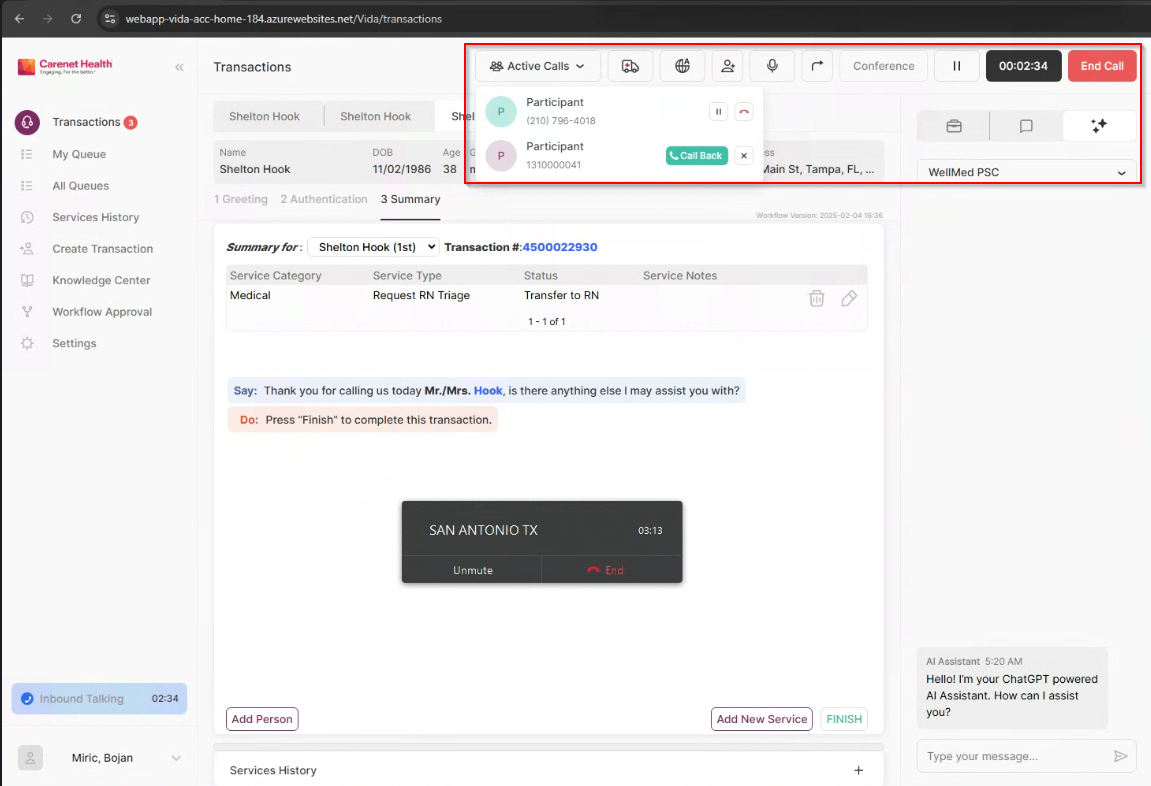 webapp-vida-acc-home-184.azurewebsites.net/Vida/transactions
Carenet Health
Engaging. For the Better.™
Transactions
Active Calls
Conference
00:02:34
End Call
Participant
(210) 796-4018
Participant
1310000041
Call Back
Transactions 3
My Queue
All Queues
Services History
Create Transaction
Knowledge Center
Workflow Approval
Settings
Shelton Hook
Shelton Hook
Shel
Name
DOB
Age
G
ess
Shelton Hook
11/02/1986
38
Main St, Tampa, FL, ...
WellMed PSC
1 Greeting
2 Authentication
3 Summary
Workflow Version: 2025-02-04 16:36
Summary for : Shelton Hook (1st) Transaction #:4500022930
Service Category Service Type Status Service Notes
Medical Request RN Triage Transfer to RN
1 - 1 of 1
Say: Thank you for calling us today Mr./Mrs. Hook, is there anything else I may assist you with?
Do: Press "Finish" to complete this transaction.
SAN ANTONIO TX 03:13
Unmute End
Inbound Talking 02:34
Miric, Bojan
Add Person
Add New Service
FINISH
Services History
AI Assistant 5:20 AM
Hello! I'm your ChatGPT powered
AI Assistant. How can I assist
you?
Type your message...